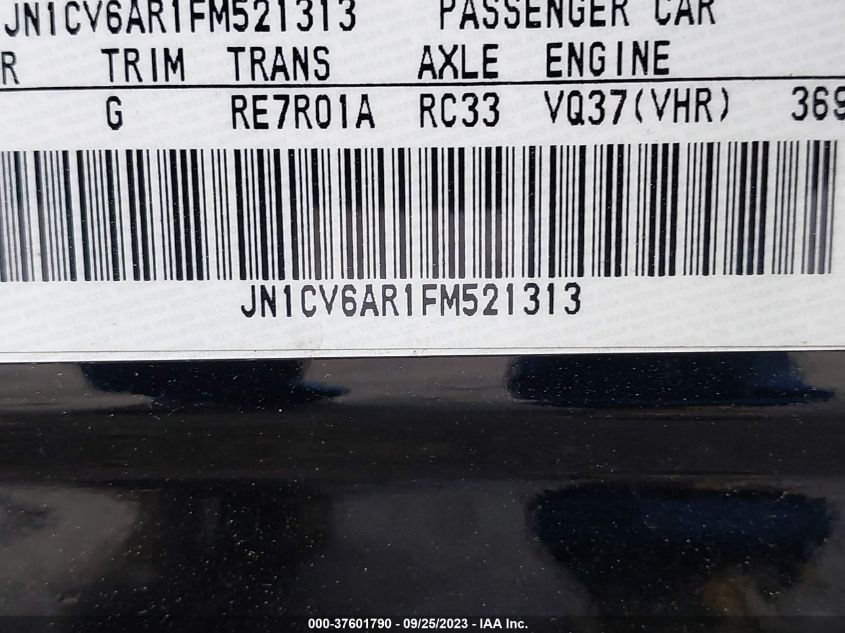 JN1CV6AR1FM521313 PASSENGER CAR
R TRIM TRANS AXLE ENGINE
G RE7R01A RC33 VQ37(VHR) 369
JN1CV6AR1FM521313
000-37601790 - 09/25/2023 - IAA Inc.